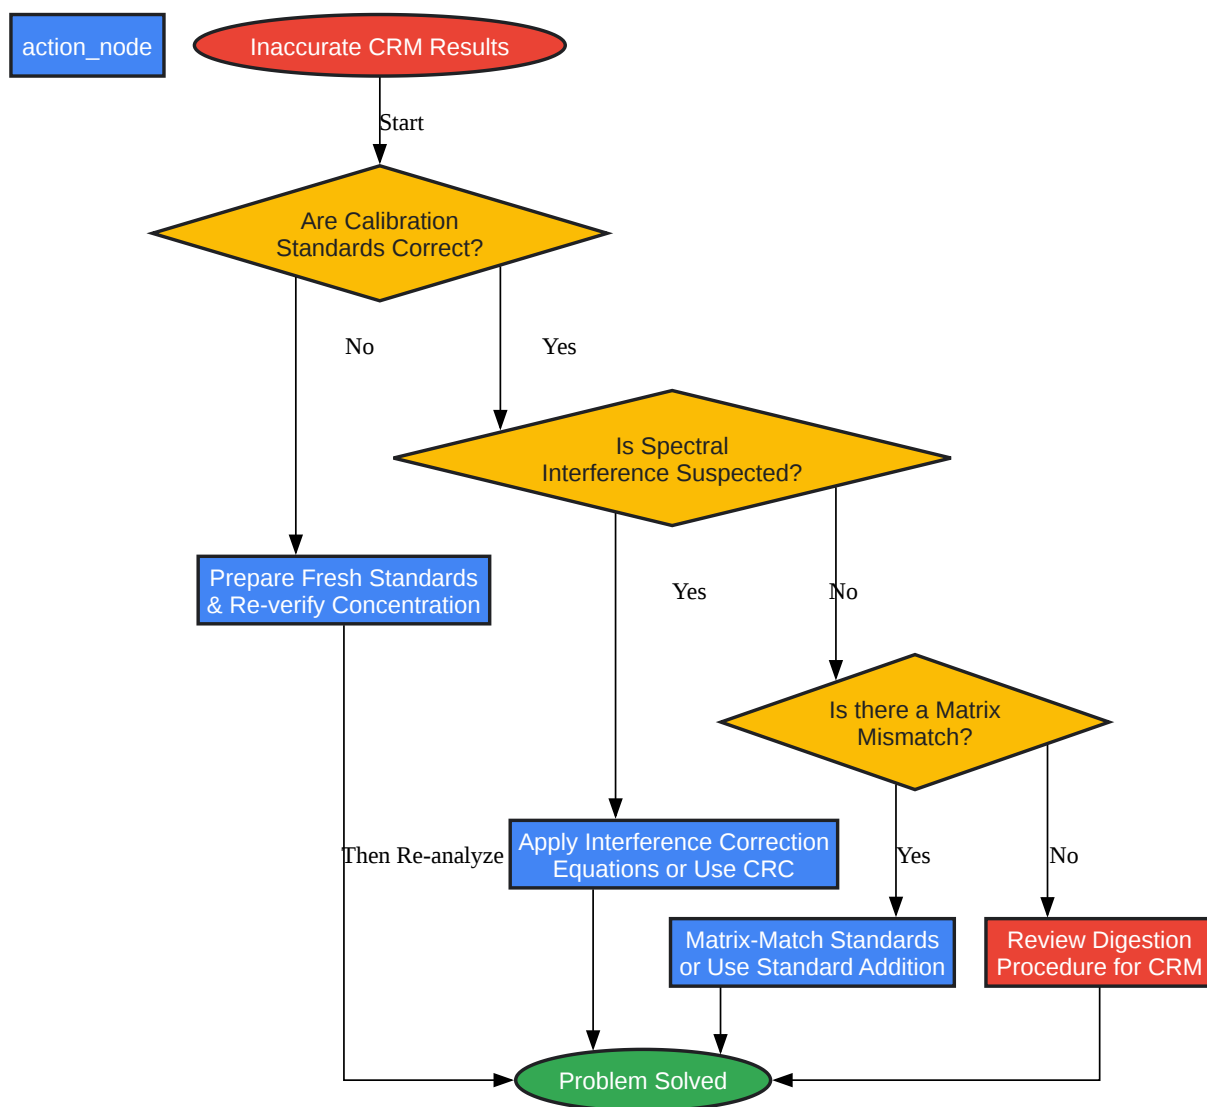 action_node
Inaccurate CRM Results
Start
Are Calibration
Standards Correct?
No
Yes
Is Spectral
Interference Suspected?
Prepare Fresh Standards
& Re-verify Concentration
Yes
No
Is there a Matrix
Mismatch?
Then Re-analyze
Apply Interference Correction
Equations or Use CRC
Yes
No
Matrix-Match Standards
or Use Standard Addition
Review Digestion
Procedure for CRM
Problem Solved